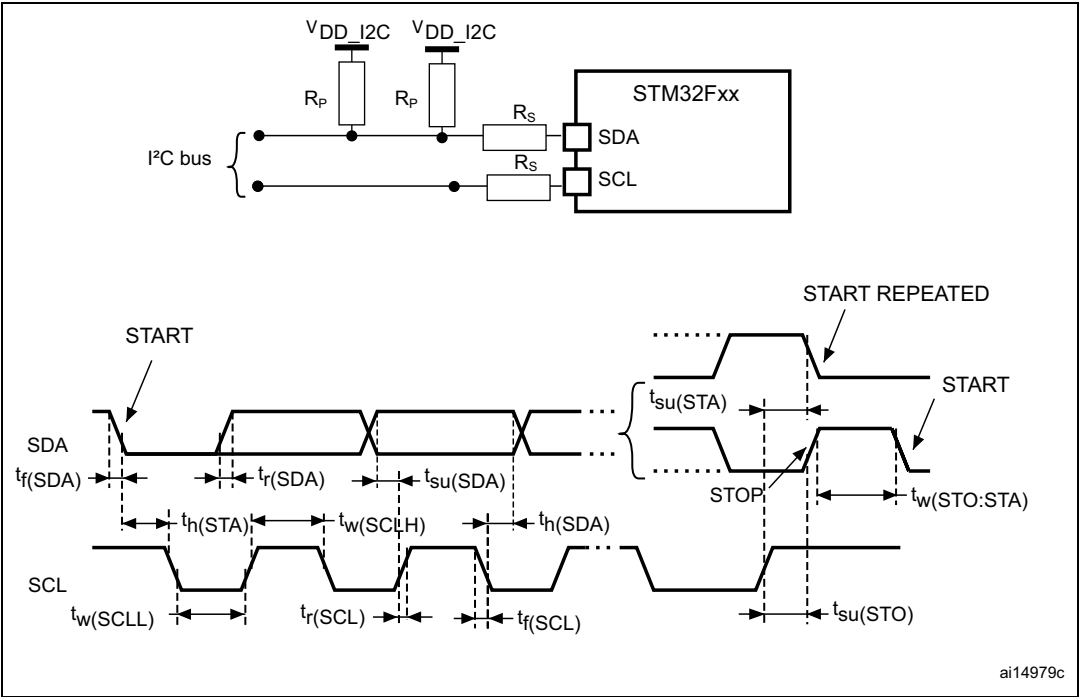 VDD_I2C VDD_I2C
RP RP
STM32Fxx
RS
SDA
I²C bus
RS
SCL
START REPEATED
START
START
tsu(STA)
SDA
tf(SDA) tr(SDA) tsu(SDA)
STOP
tw(STO:STA)
th(STA) tw(SCLH) th(SDA)
SCL
tw(SCLL) tr(SCL) tf(SCL) tsu(STO)
ai14979c